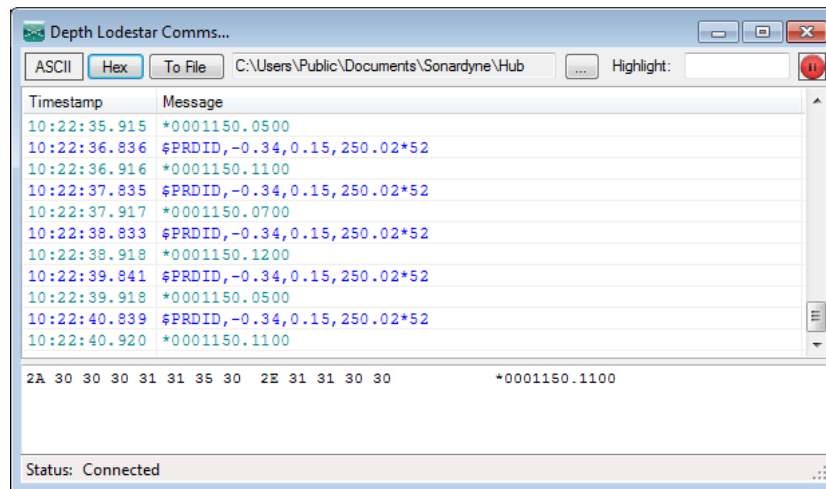 Depth Lodestar Comms...
ASCII Hex To File C:\Users\Public\Documents\Sonardyne\Hub ... Highlight:
Timestamp Message
10:22:35.915 *0001150.0500
10:22:36.836 $PRDID,-0.34,0.15,250.02*52
10:22:36.916 *0001150.1100
10:22:37.835 $PRDID,-0.34,0.15,250.02*52
10:22:37.917 *0001150.0700
10:22:38.833 $PRDID,-0.34,0.15,250.02*52
10:22:38.918 *0001150.1200
10:22:39.841 $PRDID,-0.34,0.15,250.02*52
10:22:39.918 *0001150.0500
10:22:40.839 $PRDID,-0.34,0.15,250.02*52
10:22:40.920 *0001150.1100
2A 30 30 30 31 31 35 30 2E 31 31 30 30 *0001150.1100
Status: Connected